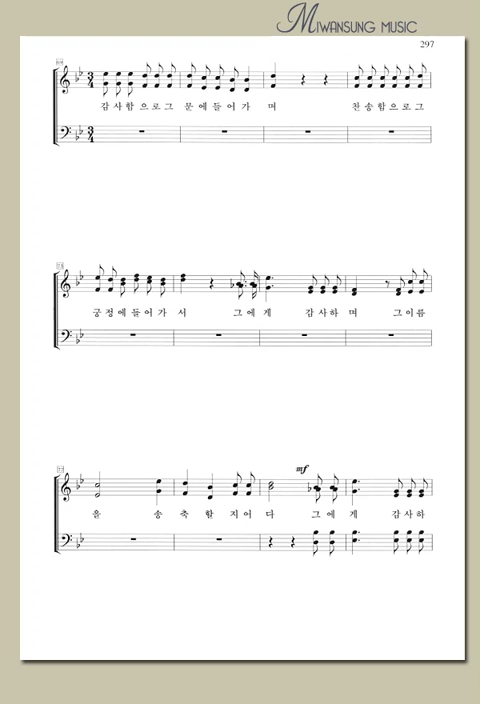 MIWANSUNG MUSIC
297
감사함으로그 문에들어가 며 찬송함으로그
궁정에들어가 서 그에게 감사하 며 그이름
mf
을 송 축할지어 다 그에게 감사하